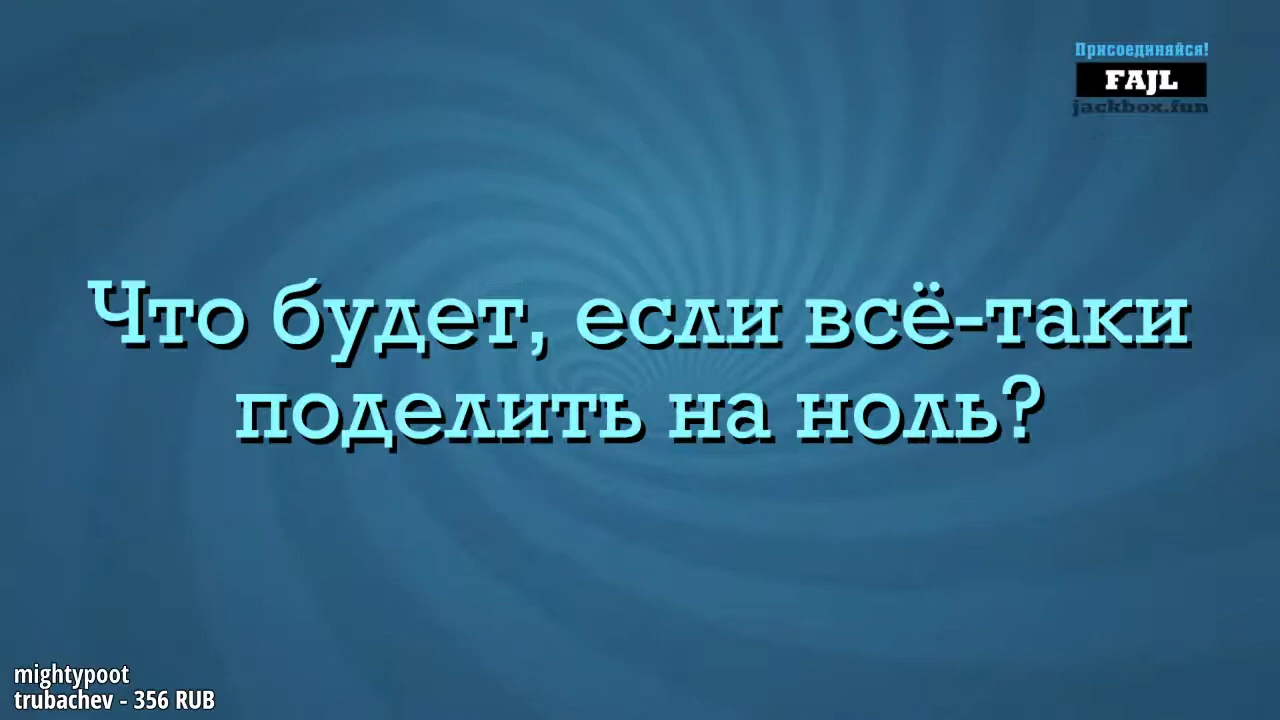 Присоединяйся!
FAJL
jackbox.fun
Что будет, если всё-таки
поделить на ноль?
mightypoot
trubachev - 356 RUB